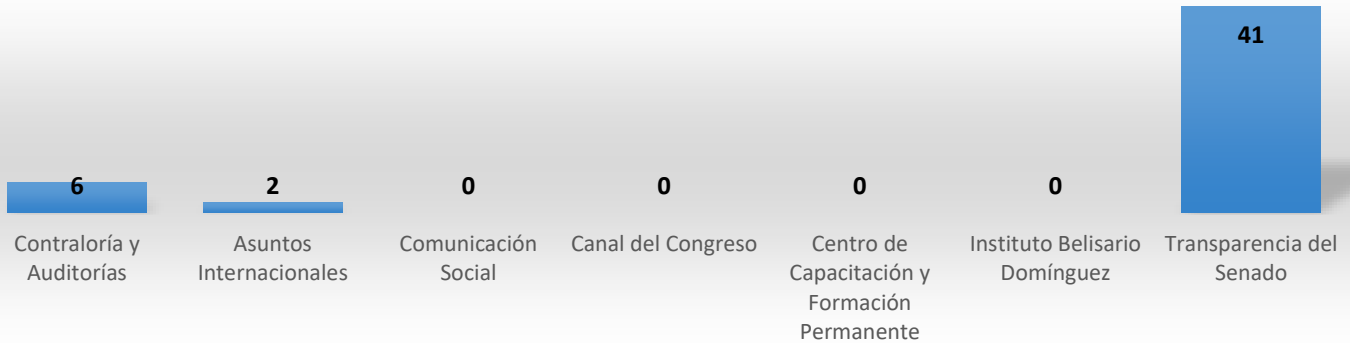 41
6
2
0
0
0
0
Contraloría y
Auditorías
Asuntos
Internacionales
Comunicación
Social
Canal del Congreso
Centro de
Capacitación y
Formación
Permanente
Instituto Belisario
Domínguez
Transparencia del
Senado